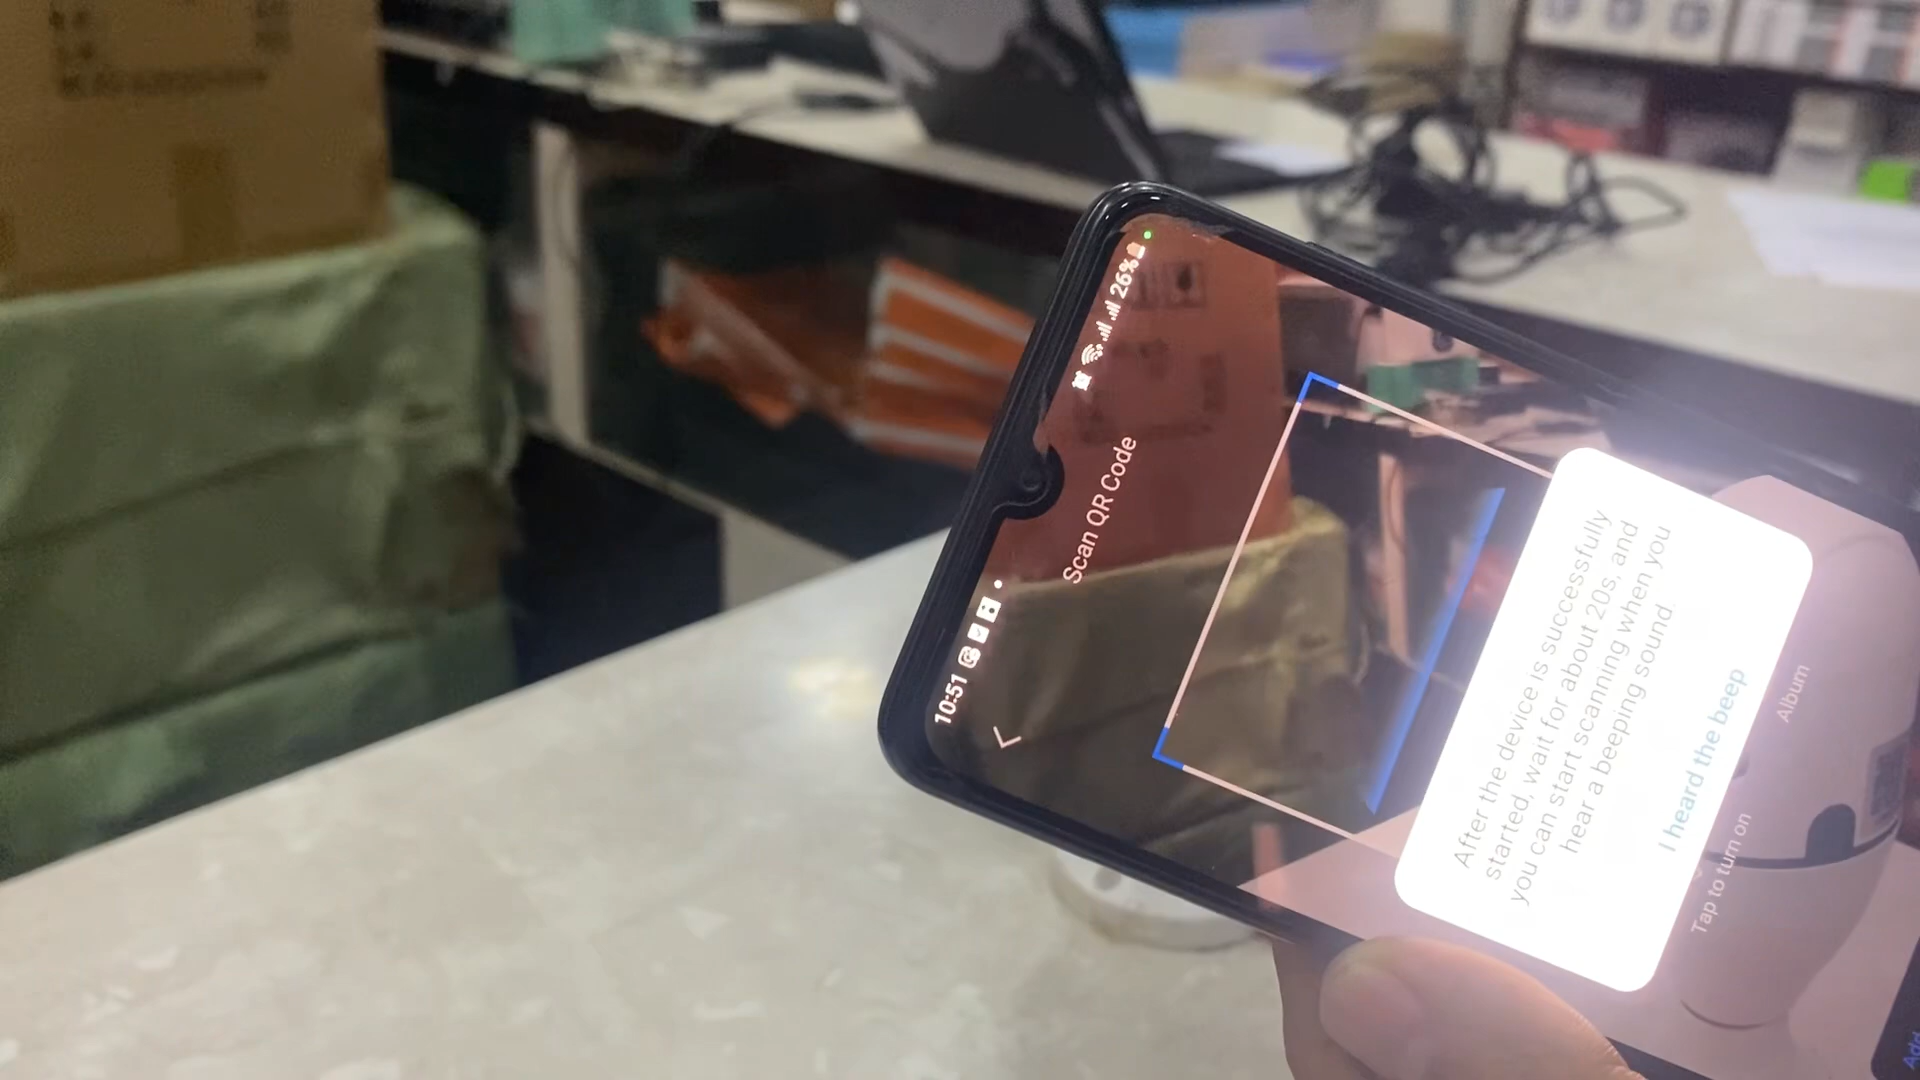 10:51
26%
Scan QR Code
After the device is successfully
started, wait for about 20s, and
you can start scanning when you
hear a beeping sound.
I heard the beep
Tap to turn on
Album